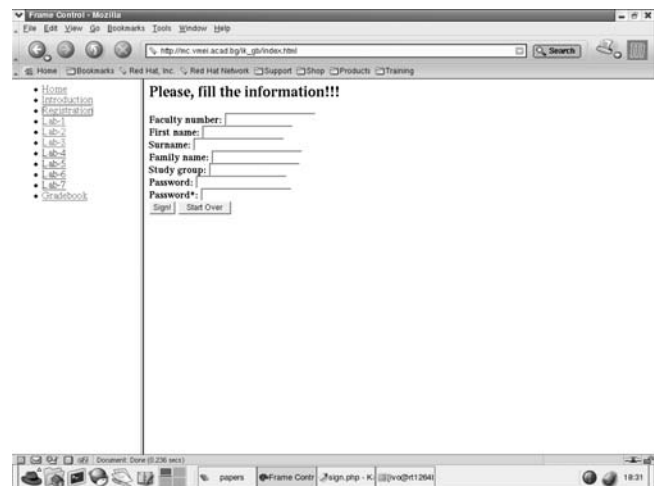 Frame Control - Mozilla
File Edit View Go Bookmarks Tools Window Help
http://mc.vmei.acad.bg/lik_gb/index.html
Search
Home Bookmarks Red Hat, Inc. Red Hat Network Support Shop Products Training
Home
Introduction
Registration
Lab-1
Lab-2
Lab-3
Lab-4
Lab-5
Lab-6
Lab-7
Gradebook
Please, fill the information!!!
Faculty number:
First name:
Surname:
Family name:
Study group:
Password:
Password*:
Sign! Start Over
Document: Done (0.236 secs)
papers Frame Contr sign.php - K
18:31